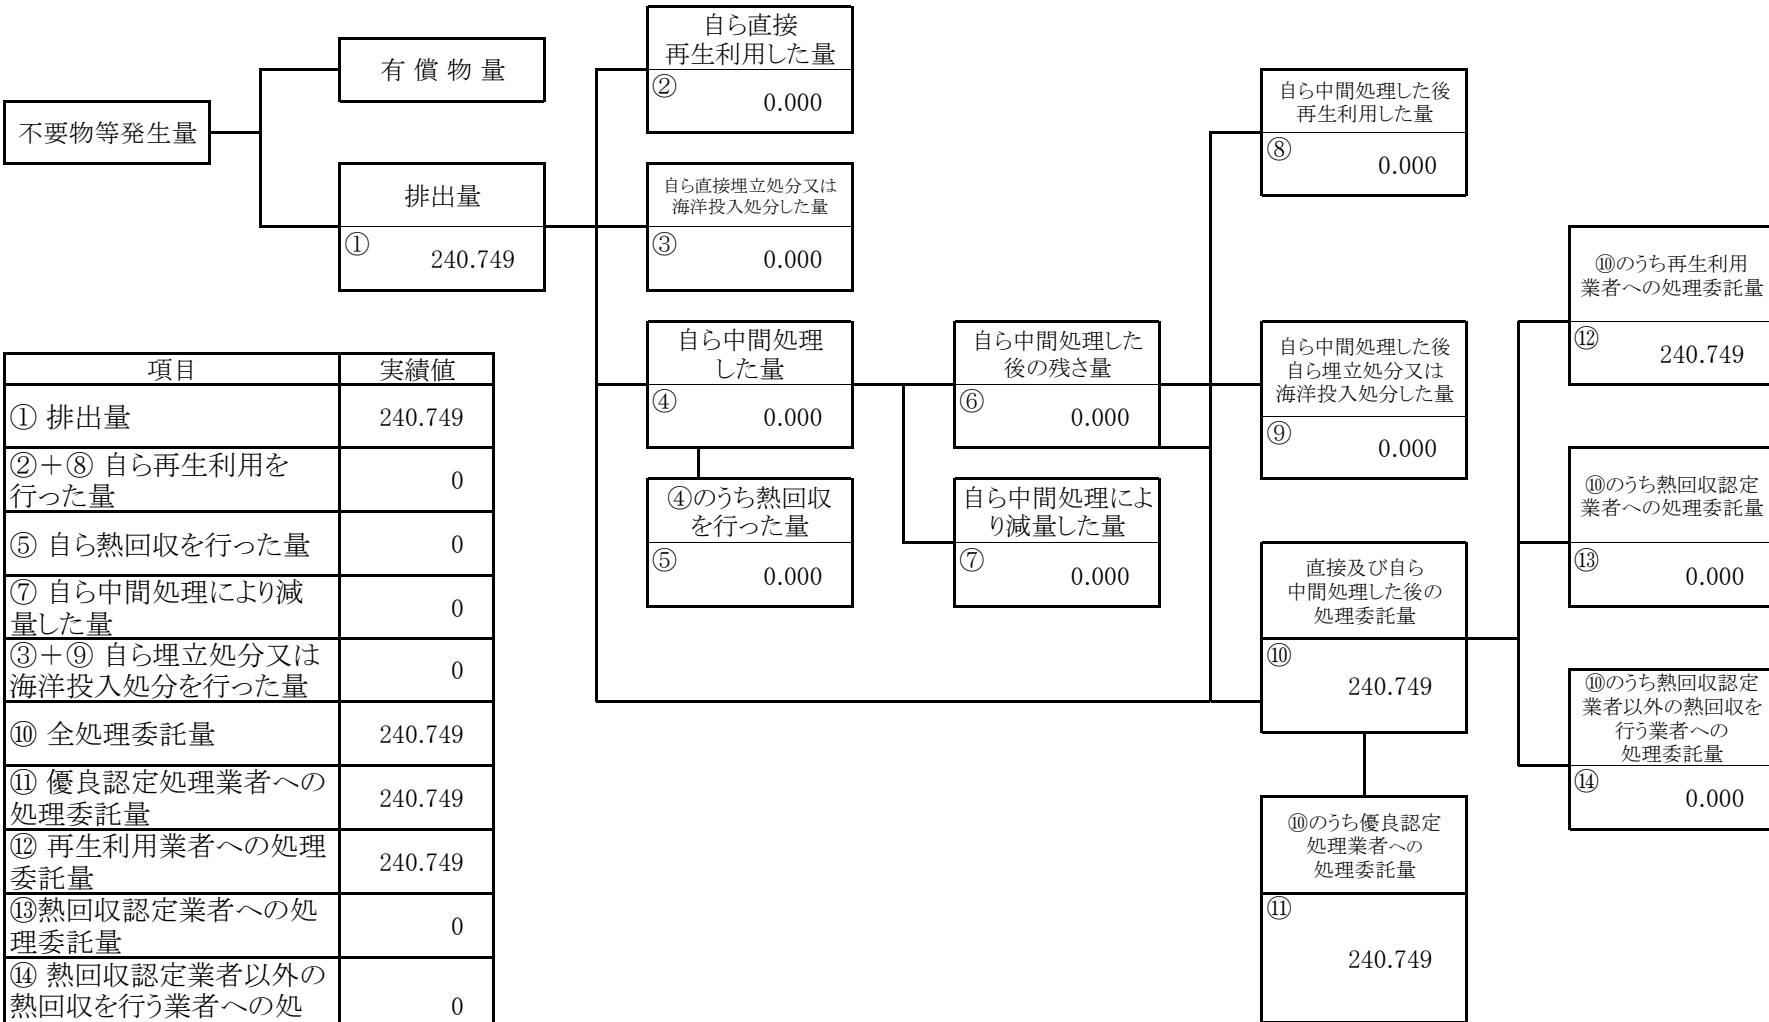 不要物等発生量
有 償 物 量
排出量
①
240.749
自ら直接
再生利用した量
②
0.000
自ら直接埋立処分又は
海洋投入処分した量
③
0.000
自ら中間処理
した量
④
0.000
④のうち熱回収
を行った量
⑤
0.000
自ら中間処理した
後の残さ量
⑥
0.000
自ら中間処理によ
り減量した量
⑦
0.000
自ら中間処理した後
再生利用した量
⑧
0.000
自ら中間処理した後
自ら埋立処分又は
海洋投入処分した量
⑨
0.000
直接及び自ら
中間処理した後の
処理委託量
⑩
240.749
⑩のうち優良認定
処理業者への
処理委託量
⑪
240.749
⑩のうち再生利用
業者への処理委託量
⑫
240.749
⑩のうち熱回収認定
業者への処理委託量
⑬
0.000
⑩のうち熱回収認定
業者以外の熱回収を
行う業者への
処理委託量
⑭
0.000
項目 実績値
① 排出量 240.749
②＋⑧ 自ら再生利用を
行った量 0
⑤ 自ら熱回収を行った量 0
⑦ 自ら中間処理により減
量した量 0
③＋⑨ 自ら埋立処分又は
海洋投入処分を行った量 0
⑩ 全処理委託量 240.749
⑪ 優良認定処理業者への
処理委託量 240.749
⑫ 再生利用業者への処理
委託量 240.749
⑬熱回収認定業者への処
理委託量 0
⑭ 熱回収認定業者以外の
熱回収を行う業者への処 0